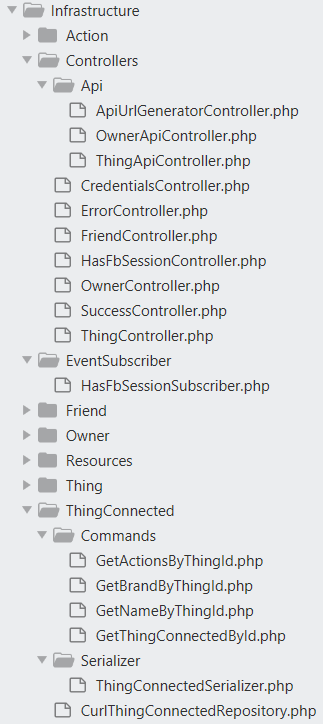 Infrastructure
Action
Controllers
Api
ApiUrlGeneratorController.php
OwnerApiController.php
ThingApiController.php
CredentialsController.php
ErrorController.php
FriendController.php
HasFbSessionController.php
OwnerController.php
SuccessController.php
ThingController.php
EventSubscriber
HasFbSessionSubscriber.php
Friend
Owner
Resources
Thing
ThingConnected
Commands
GetActionsByThingId.php
GetBrandByThingId.php
GetNameByThingId.php
GetThingConnectedById.php
Serializer
ThingConnectedSerializer.php
CurlThingConnectedRepository.php